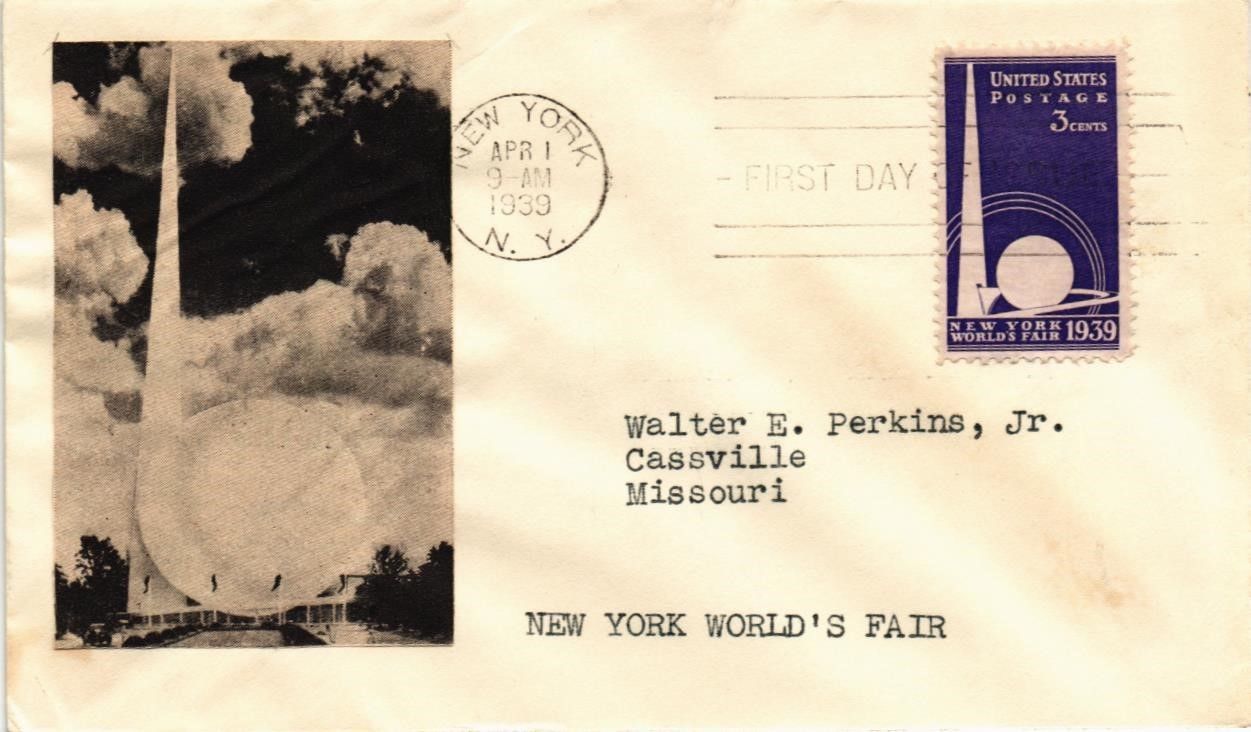 NEW YORK
APR 1
9-AM
1939
N. Y.
FIRST DAY OF
UNITED STATES
POSTAGE
3 CENTS
NEW YORK
WORLD'S FAIR 1939
Walter E. Perkins, Jr.
Cassville
Missouri
NEW YORK WORLD'S FAIR